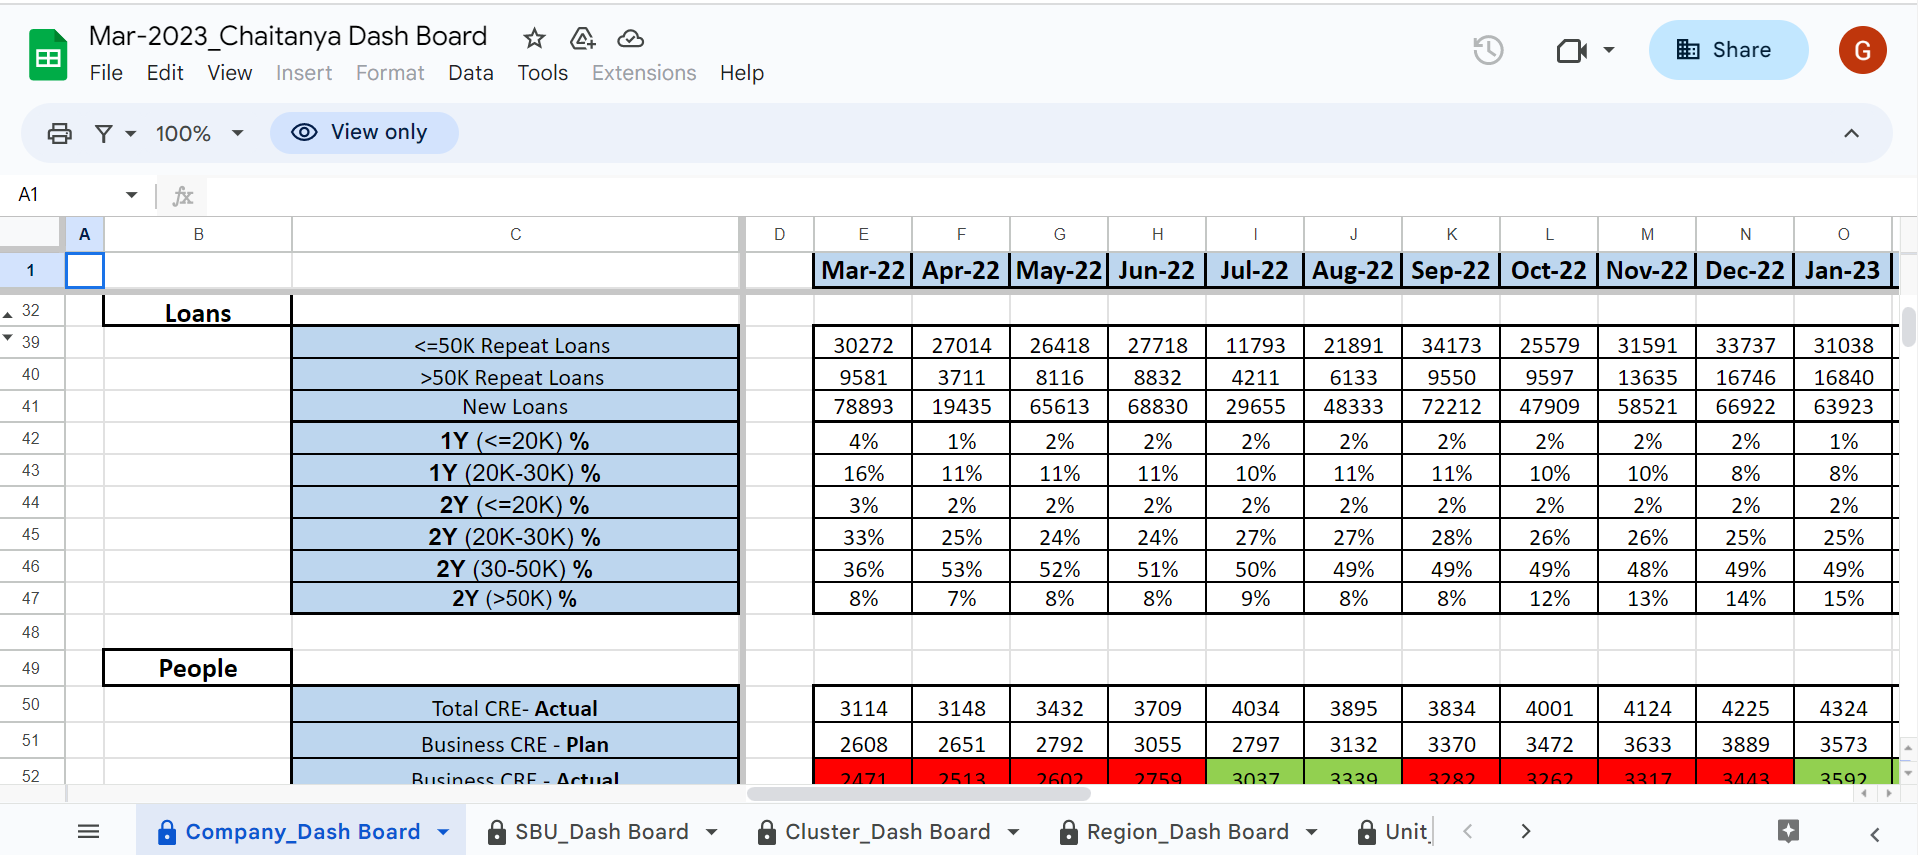 Mar-2023_Chaitanya Dash Board
File Edit View Insert Format Data Tools Extensions Help
Share
G
100% View only
A1 fx
A B C D E F G H I J K L M N O
1 Mar-22 Apr-22 May-22 Jun-22 Jul-22 Aug-22 Sep-22 Oct-22 Nov-22 Dec-22 Jan-23
32 Loans
39 <=50K Repeat Loans 30272 27014 26418 27718 11793 21891 34173 25579 31591 33737 31038
40 >50K Repeat Loans 9581 3711 8116 8832 4211 6133 9550 9597 13635 16746 16840
41 New Loans 78893 19435 65613 68830 29655 48333 72212 47909 58521 66922 63923
42 1Y (<=20K) % 4% 1% 2% 2% 2% 2% 2% 2% 2% 2% 1%
43 1Y (20K-30K) % 16% 11% 11% 11% 10% 11% 11% 10% 10% 8% 8%
44 2Y (<=20K) % 3% 2% 2% 2% 2% 2% 2% 2% 2% 2% 2%
45 2Y (20K-30K) % 33% 25% 24% 24% 27% 27% 28% 26% 26% 25% 25%
46 2Y (30-50K) % 36% 53% 52% 51% 50% 49% 49% 49% 48% 49% 49%
47 2Y (>50K) % 8% 7% 8% 8% 9% 8% 8% 12% 13% 14% 15%
48
49 People
50 Total CRE- Actual 3114 3148 3432 3709 4034 3895 3834 4001 4124 4225 4324
51 Business CRE - Plan 2608 2651 2792 3055 2797 3132 3370 3472 3633 3889 3573
52 Business CRE - Actual 2471 2513 2602 2759 3037 3339 3282 3262 3317 3443 3592
Company_Dash Board SBU_Dash Board Cluster_Dash Board Region_Dash Board Unit_